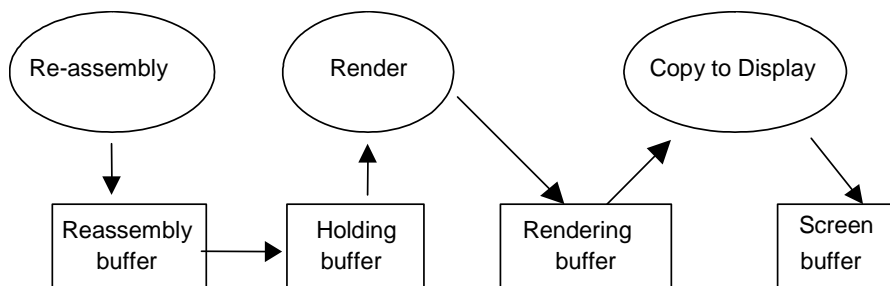 Re-assembly
Render
Copy to Display
Reassembly
buffer
Holding
buffer
Rendering
buffer
Screen
buffer